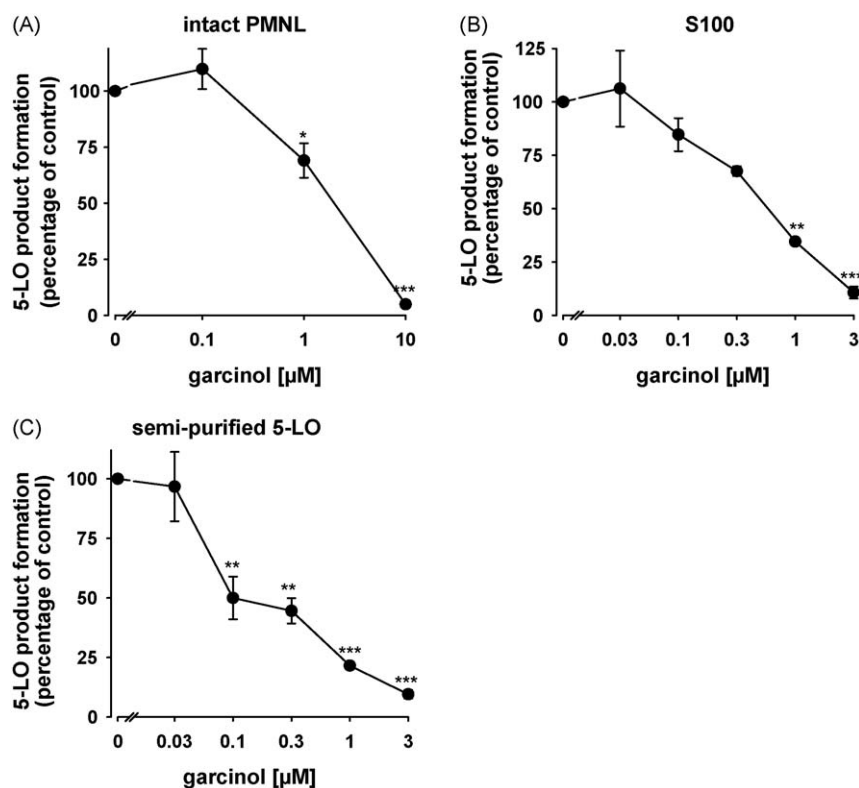 (A) intact PMNL
5-LO product formation
(percentage of control)
100
75
50
25
0
*
***
0 0.1 1 10
garcinol [µM]
(B) S100
5-LO product formation
(percentage of control)
125
100
75
50
25
0
**
***
0 0.03 0.1 0.3 1 3
garcinol [µM]
(C) semi-purified 5-LO
5-LO product formation
(percentage of control)
100
75
50
25
0
**
**
***
***
0 0.03 0.1 0.3 1 3
garcinol [µM]